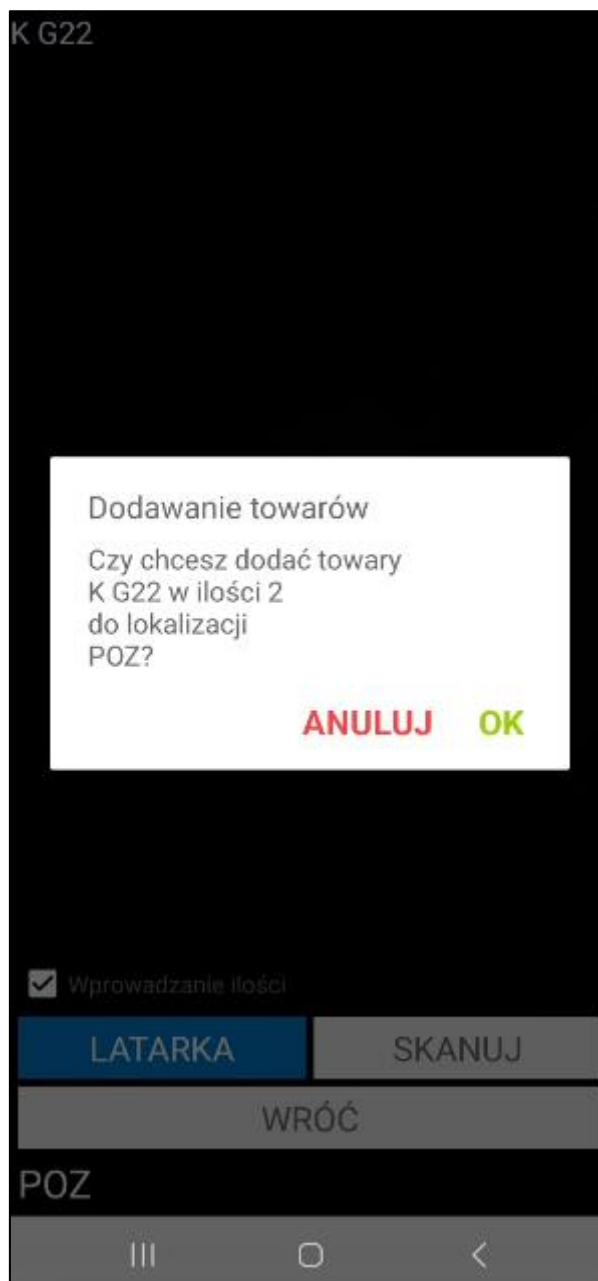 K G22
Dodawanie towarów
Czy chcesz dodać towary
K G22 w ilości 2
do lokalizacji
POZ?
ANULUJ OK
Wprowadzanie ilości
LATARKA SKANUJ
WRÓĆ
POZ